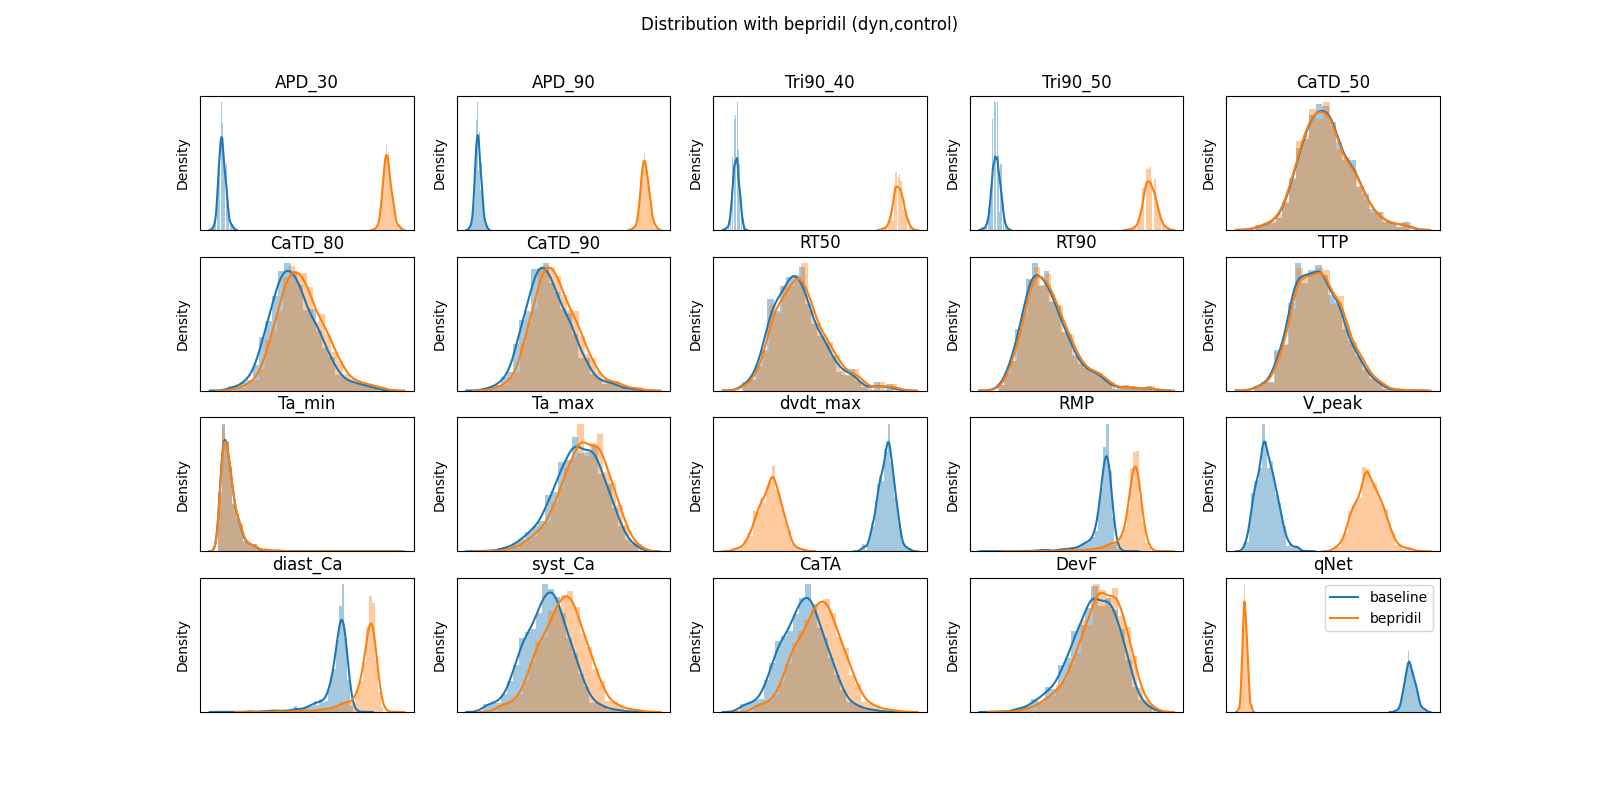 Distribution with bepridil (dyn,control)
APD_30
APD_90
Tri90_40
Tri90_50
CaTD_50
Density
Density
Density
Density
Density
CaTD_80
CaTD_90
RT50
RT90
TTP
Density
Density
Density
Density
Density
Ta_min
Ta_max
dvdt_max
RMP
V_peak
Density
Density
Density
Density
Density
diast_Ca
syst_Ca
CaTA
DevF
qNet
Density
Density
Density
Density
Density
baseline
bepridil